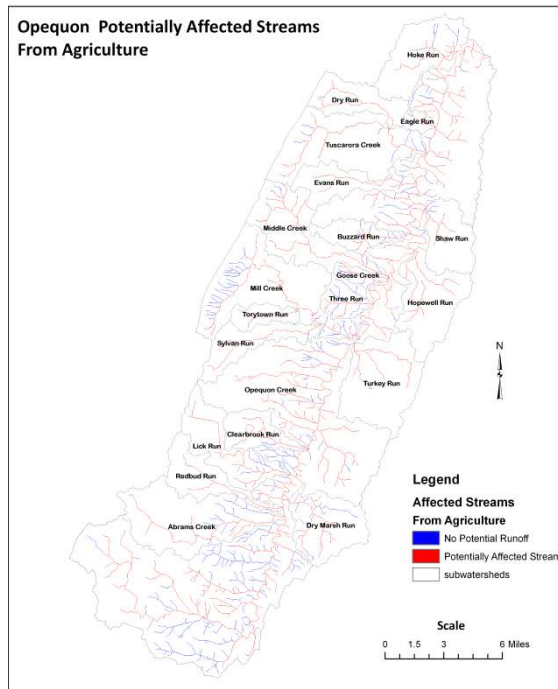 Opequon Potentially Affected Streams
From Agriculture
Hoke Run
Dry Run
Eagle Run
Tuscarora Creek
Evans Run
Middle Creek
Buzzard Run
Shaw Run
Goose Creek
Mill Creek
Three Run
Hopewell Run
Torytown Run
Sylvan Run
N
Turkey Run
Opequon Creek
Clearbrook Run
Lick Run
Redbud Run
Abrams Creek
Dry Marsh Run
Legend
Affected Streams
From Agriculture
No Potential Runoff
Potentially Affected Stream
subwatersheds
Scale
0 1.5 3 6 Miles